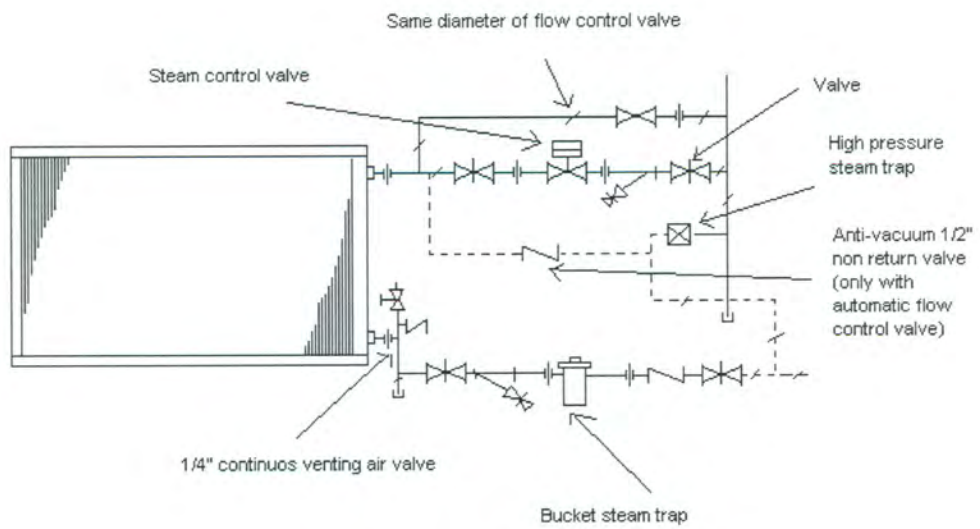 Same diameter of flow control valve
Steam control valve
Valve
High pressure
steam trap
Anti-vacuum 1/2"
non return valve
(only with
automatic flow
control valve)
1/4" continuos venting air valve
Bucket steam trap